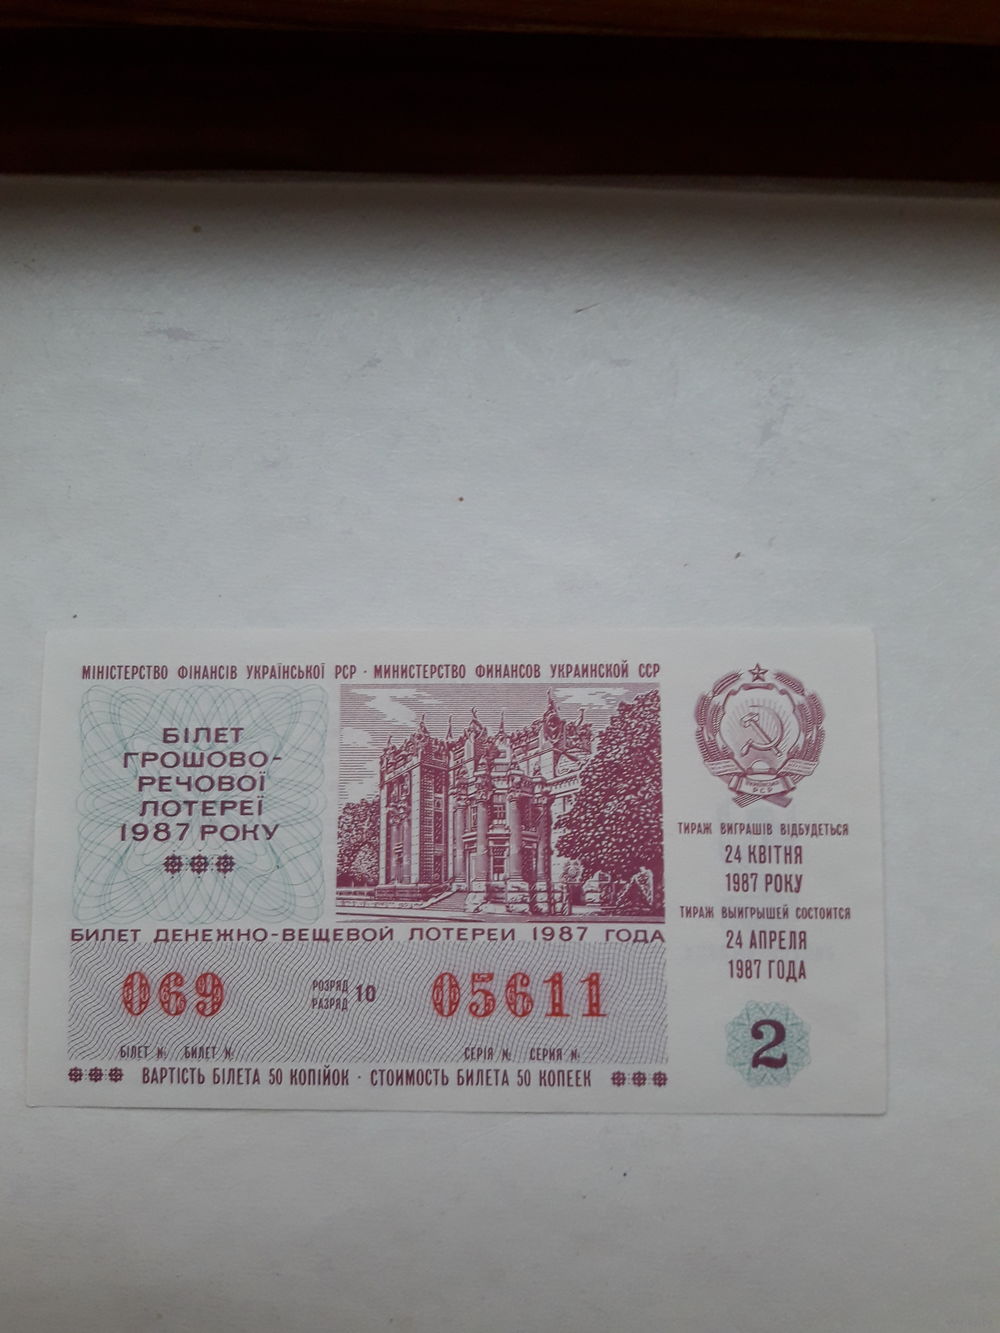 МІНІСТЕРСТВО ФІНАНСІВ УКРАЇНСЬКОЇ РСР · МИНИСТЕРСТВО ФИНАНСОВ УКРАИНСКОЙ ССР
БІЛЕТ
ГРОШОВО-
РЕЧОВОЇ
ЛОТЕРЕЇ
1987 РОКУ
БИЛЕТ ДЕНЕЖНО-ВЕЩЕВОЙ ЛОТЕРЕИ 1987 ГОДА
069 РОЗРЯД РАЗРЯД 10 05611
БІЛЕТ № БИЛЕТ № СЕРІЯ № СЕРИЯ №
ВАРТІСТЬ БІЛЕТА 50 КОПІЙОК · СТОИМОСТЬ БИЛЕТА 50 КОПЕЕК
РСР
ТИРАЖ ВИГРАШІВ ВІДБУДЕТЬСЯ
24 КВІТНЯ
1987 РОКУ
ТИРАЖ ВЫИГРЫШЕЙ СОСТОИТСЯ
24 АПРЕЛЯ
1987 ГОДА
2